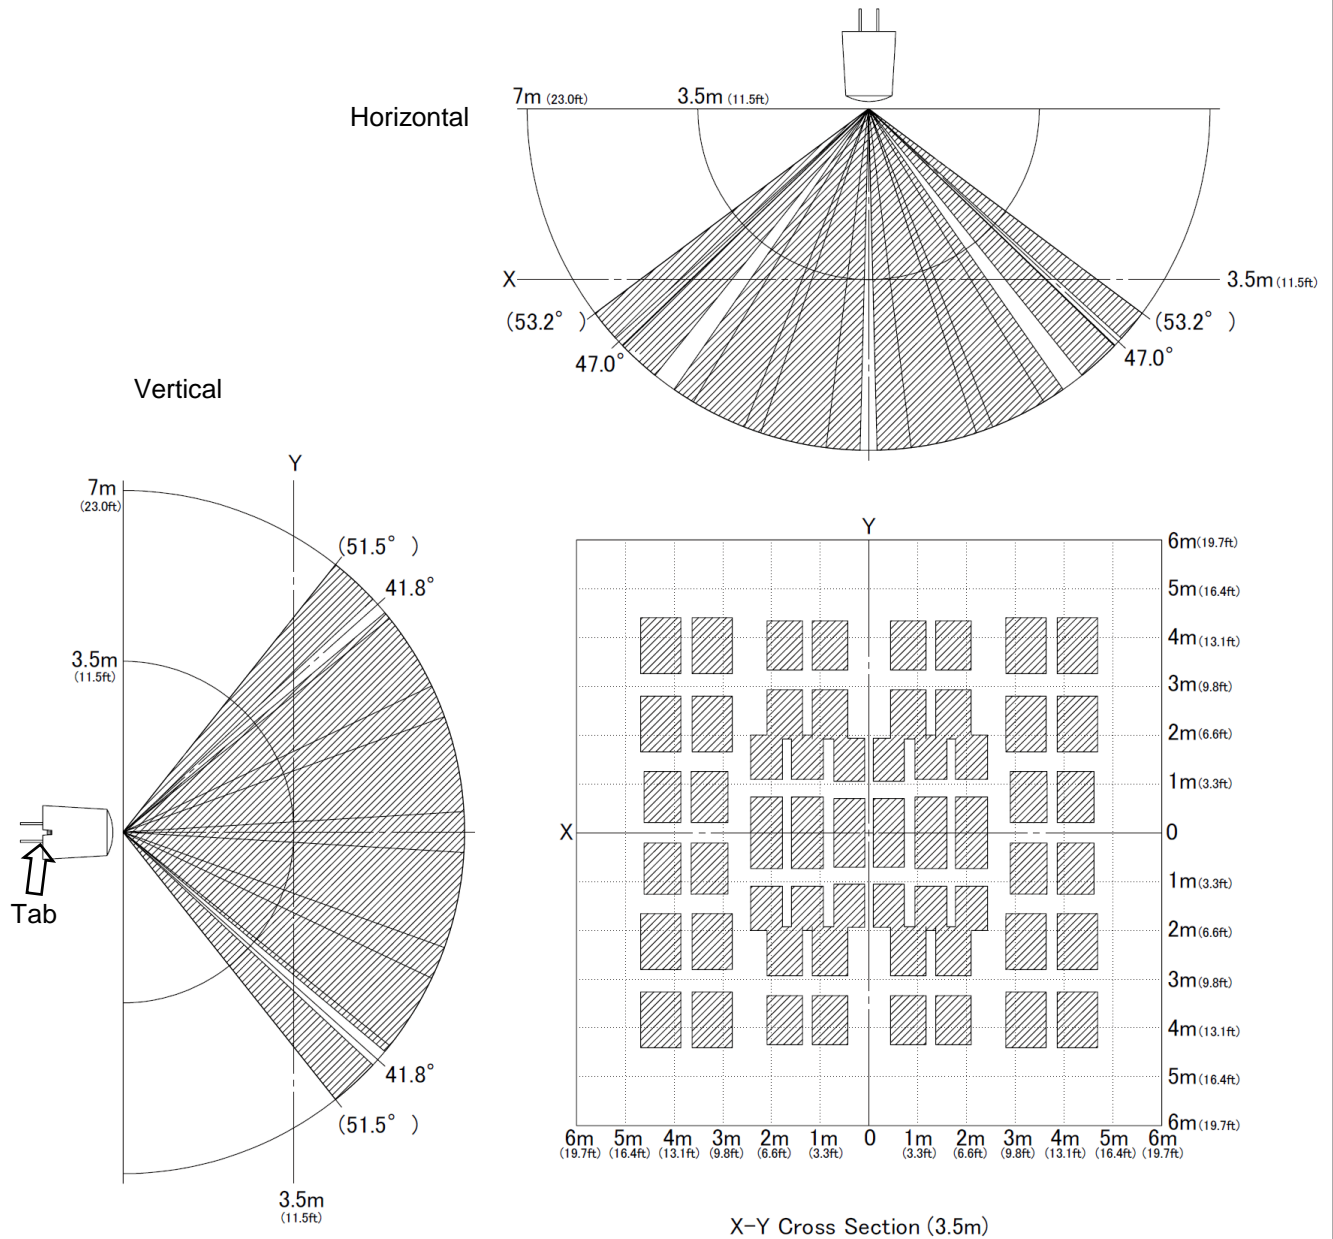 Horizontal
7m (23.0ft)
3.5m (11.5ft)
X
3.5m (11.5ft)
(53.2° )
(53.2° )
47.0°
47.0°
Vertical
Y
7m
(23.0ft)
(51.5° )
41.8°
3.5m
(11.5ft)
Tab
41.8°
(51.5° )
3.5m
(11.5ft)
Y
6m(19.7ft)
5m(16.4ft)
4m(13.1ft)
3m(9.8ft)
2m(6.6ft)
1m(3.3ft)
X
0
1m(3.3ft)
2m(6.6ft)
3m(9.8ft)
4m(13.1ft)
5m(16.4ft)
6m(19.7ft)
6m 5m 4m 3m 2m 1m 0 1m 2m 3m 4m 5m 6m
(19.7ft) (16.4ft) (13.1ft) (9.8ft) (6.6ft) (3.3ft) (3.3ft) (6.6ft) (9.8ft) (13.1ft) (16.4ft) (19.7ft)
X-Y Cross Section (3.5m)